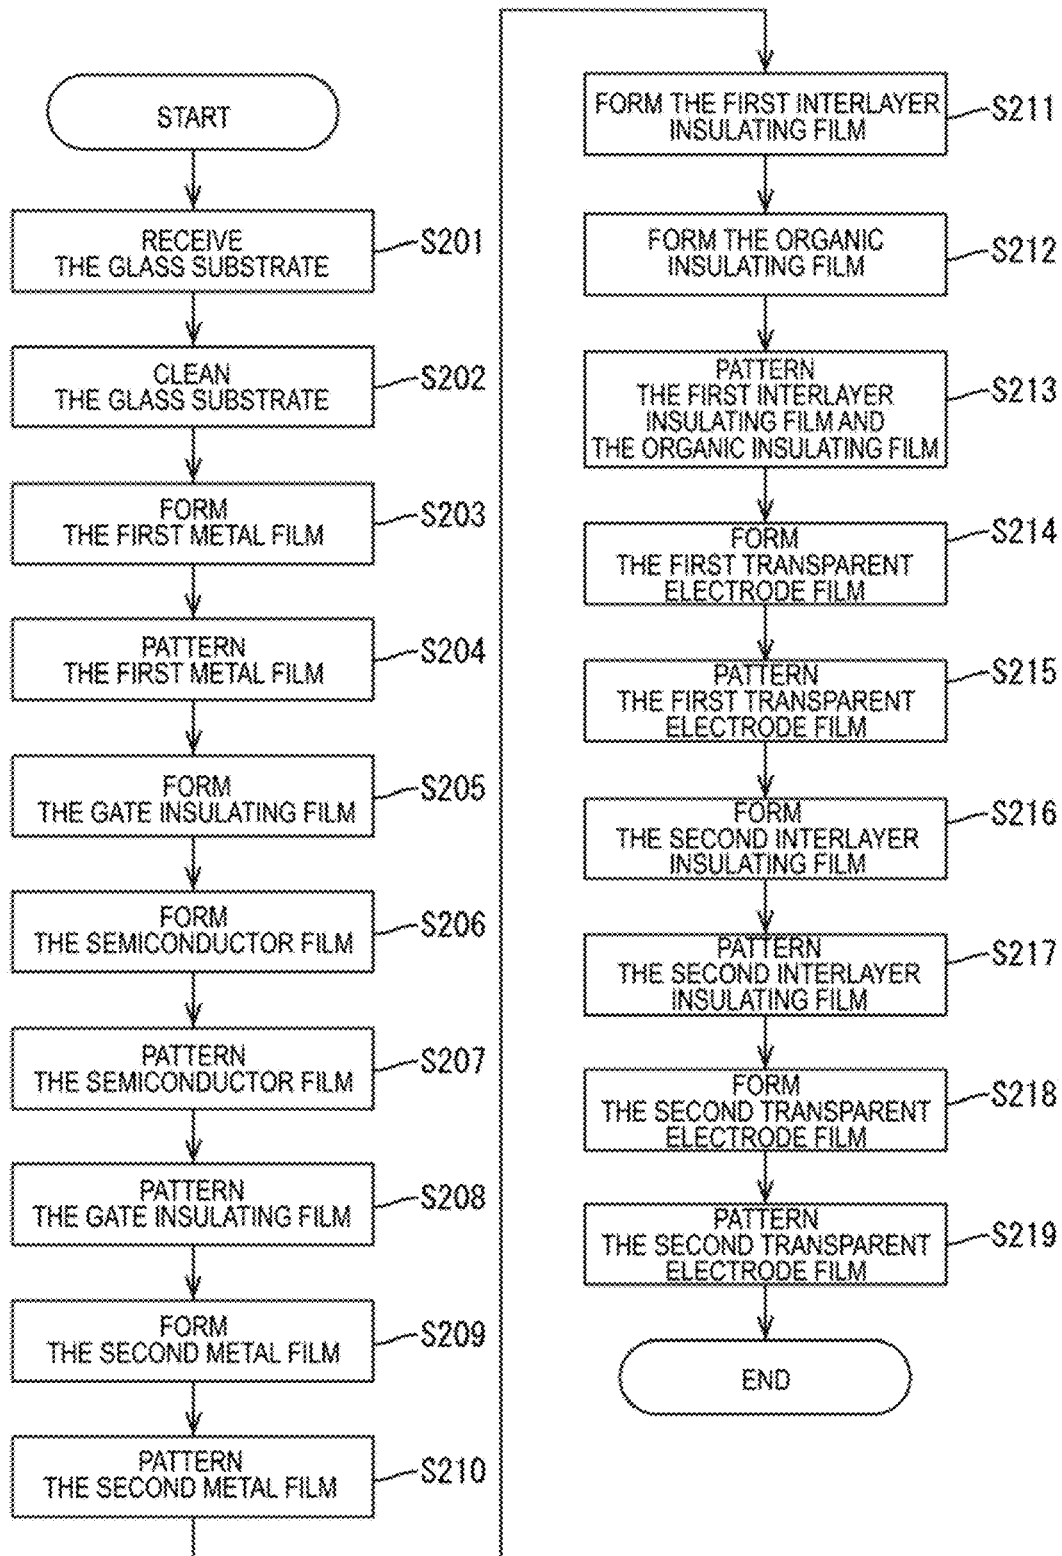 START
RECEIVE
THE GLASS SUBSTRATE
S201
CLEAN
THE GLASS SUBSTRATE
S202
FORM
THE FIRST METAL FILM
S203
PATTERN
THE FIRST METAL FILM
S204
FORM
THE GATE INSULATING FILM
S205
FORM
THE SEMICONDUCTOR FILM
S206
PATTERN
THE SEMICONDUCTOR FILM
S207
PATTERN
THE GATE INSULATING FILM
S208
FORM
THE SECOND METAL FILM
S209
PATTERN
THE SECOND METAL FILM
S210
FORM THE FIRST INTERLAYER
INSULATING FILM
S211
FORM THE ORGANIC
INSULATING FILM
S212
PATTERN
THE FIRST INTERLAYER
INSULATING FILM AND
THE ORGANIC INSULATING FILM
S213
FORM
THE FIRST TRANSPARENT
ELECTRODE FILM
S214
PATTERN
THE FIRST TRANSPARENT
ELECTRODE FILM
S215
FORM
THE SECOND INTERLAYER
INSULATING FILM
S216
PATTERN
THE SECOND INTERLAYER
INSULATING FILM
S217
FORM
THE SECOND TRANSPARENT
ELECTRODE FILM
S218
PATTERN
THE SECOND TRANSPARENT
ELECTRODE FILM
S219
END